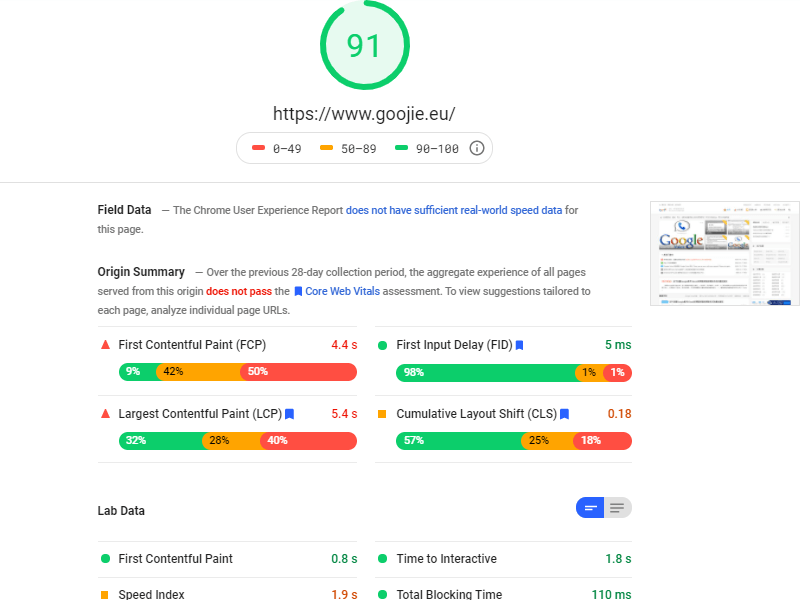 91
https://www.goojie.eu/
0–49 50–89 90–100
Field Data — The Chrome User Experience Report does not have sufficient real-world speed data for
this page.
Origin Summary — Over the previous 28-day collection period, the aggregate experience of all pages
served from this origin does not pass the Core Web Vitals assessment. To view suggestions tailored to
each page, analyze individual page URLs.
First Contentful Paint (FCP) 4.4 s
9% 42% 50%
First Input Delay (FID) 5 ms
98% 1% 1%
Largest Contentful Paint (LCP) 5.4 s
32% 28% 40%
Cumulative Layout Shift (CLS) 0.18
57% 25% 18%
Lab Data
First Contentful Paint 0.8 s
Time to Interactive 1.8 s
Speed Index 1.9 s
Total Blocking Time 110 ms
Google